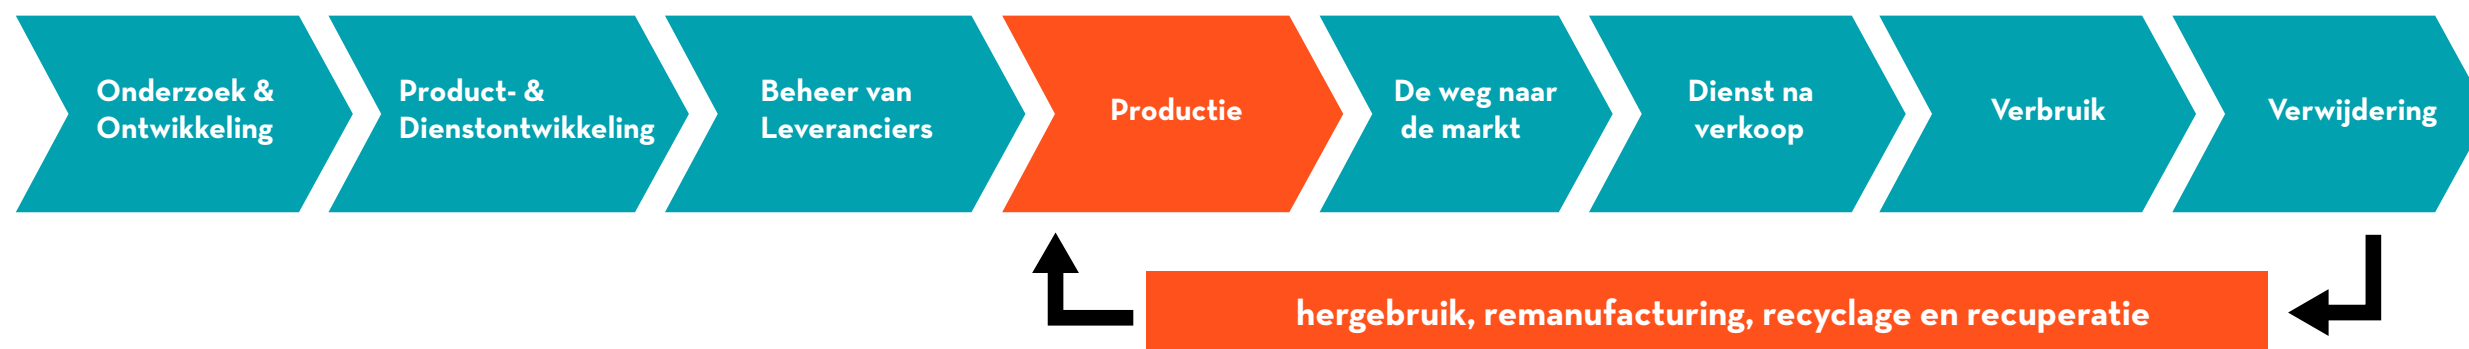 Onderzoek &
Ontwikkeling
Product- &
Dienstontwikkeling
Beheer van
Leveranciers
Productie
De weg naar
de markt
Dienst na
verkoop
Verbruik
Verwijdering
hergebruik, remanufacturing, recyclage en recuperatie